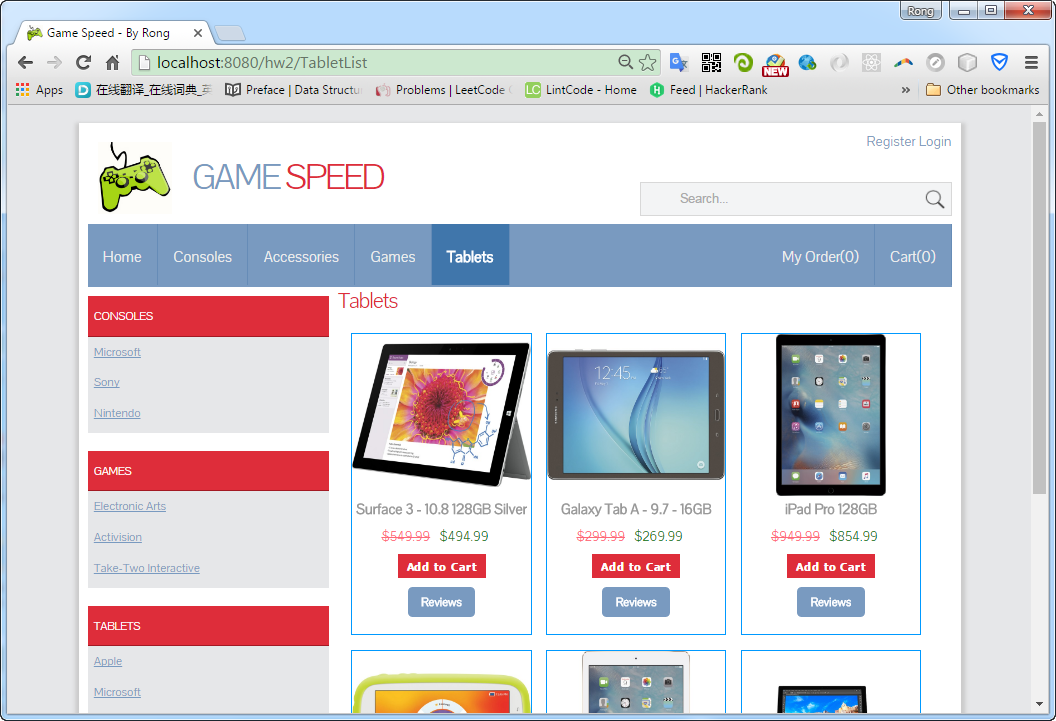 Rong
Game Speed - By Rong
localhost:8080/hw2/TabletList
NEW
Apps
在线翻译_在线词典_
Preface | Data Structu
Problems | LeetCode
LC
LintCode - Home
Feed | HackerRank
Other bookmarks
Register Login
GAME SPEED
Search...
Home
Consoles
Accessories
Games
Tablets
My Order(0)
Cart(0)
CONSOLES
Microsoft
Sony
Nintendo
GAMES
Electronic Arts
Activision
Take-Two Interactive
TABLETS
Apple
Microsoft
Tablets
12:45
Surface 3 - 10.8 128GB Silver
$549.99 $494.99
Add to Cart
Reviews
Galaxy Tab A - 9.7 - 16GB
$299.99 $269.99
Add to Cart
Reviews
iPad Pro 128GB
$949.99 $854.99
Add to Cart
Reviews